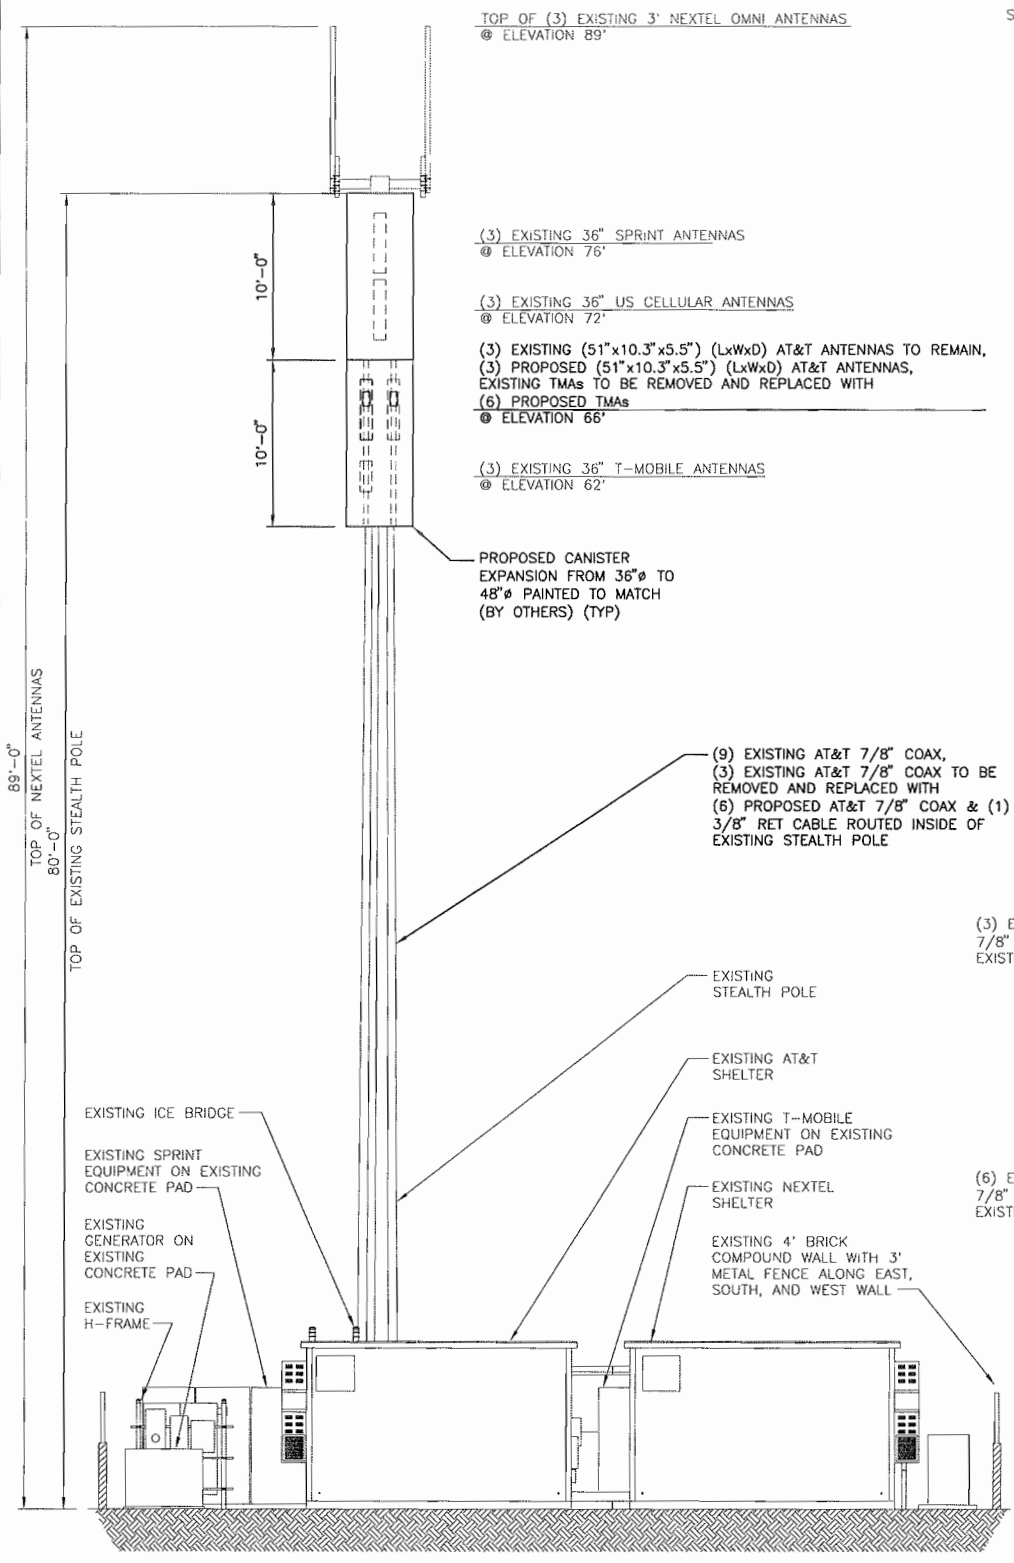 TOP OF (3) EXISTING 3' NEXTEL OMNI ANTENNAS
@ ELEVATION 89'
S
(3) EXISTING 36" SPRINT ANTENNAS
@ ELEVATION 76'
10'-0"
(3) EXISTING 36" US CELLULAR ANTENNAS
@ ELEVATION 72'
(3) EXISTING (51"x10.3"x5.5") (LxWxD) AT&T ANTENNAS TO REMAIN,
(3) PROPOSED (51"x10.3"x5.5") (LxWxD) AT&T ANTENNAS,
EXISTING TMAs TO BE REMOVED AND REPLACED WITH
(6) PROPOSED TMAs
@ ELEVATION 66'
10'-0"
(3) EXISTING 36" T-MOBILE ANTENNAS
@ ELEVATION 62'
PROPOSED CANISTER
EXPANSION FROM 36"ø TO
48"ø PAINTED TO MATCH
(BY OTHERS) (TYP)
89'-0"
TOP OF NEXTEL ANTENNAS
80'-0"
TOP OF EXISTING STEALTH POLE
(9) EXISTING AT&T 7/8" COAX,
(3) EXISTING AT&T 7/8" COAX TO BE
REMOVED AND REPLACED WITH
(6) PROPOSED AT&T 7/8" COAX & (1)
3/8" RET CABLE ROUTED INSIDE OF
EXISTING STEALTH POLE
(3) E
7/8"
EXIST
EXISTING
STEALTH POLE
EXISTING AT&T
SHELTER
EXISTING ICE BRIDGE
EXISTING T-MOBILE
EQUIPMENT ON EXISTING
CONCRETE PAD
EXISTING SPRINT
EQUIPMENT ON EXISTING
CONCRETE PAD
EXISTING NEXTEL
SHELTER
(6) E
7/8"
EXISTI
EXISTING
GENERATOR ON
EXISTING
CONCRETE PAD
EXISTING 4' BRICK
COMPOUND WALL WITH 3'
METAL FENCE ALONG EAST,
SOUTH, AND WEST WALL
EXISTING
H-FRAME